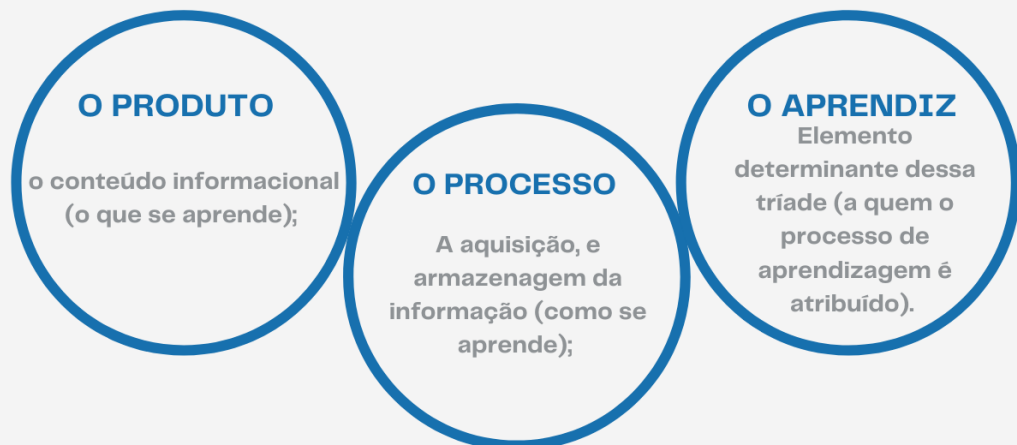 O PRODUTO
o conteúdo informacional
(o que se aprende);
O PROCESSO
A aquisição, e
armazenagem da
informação (como se
aprende);
O APRENDIZ
Elemento
determinante dessa
tríade (a quem o
processo de
aprendizagem é
atribuído).